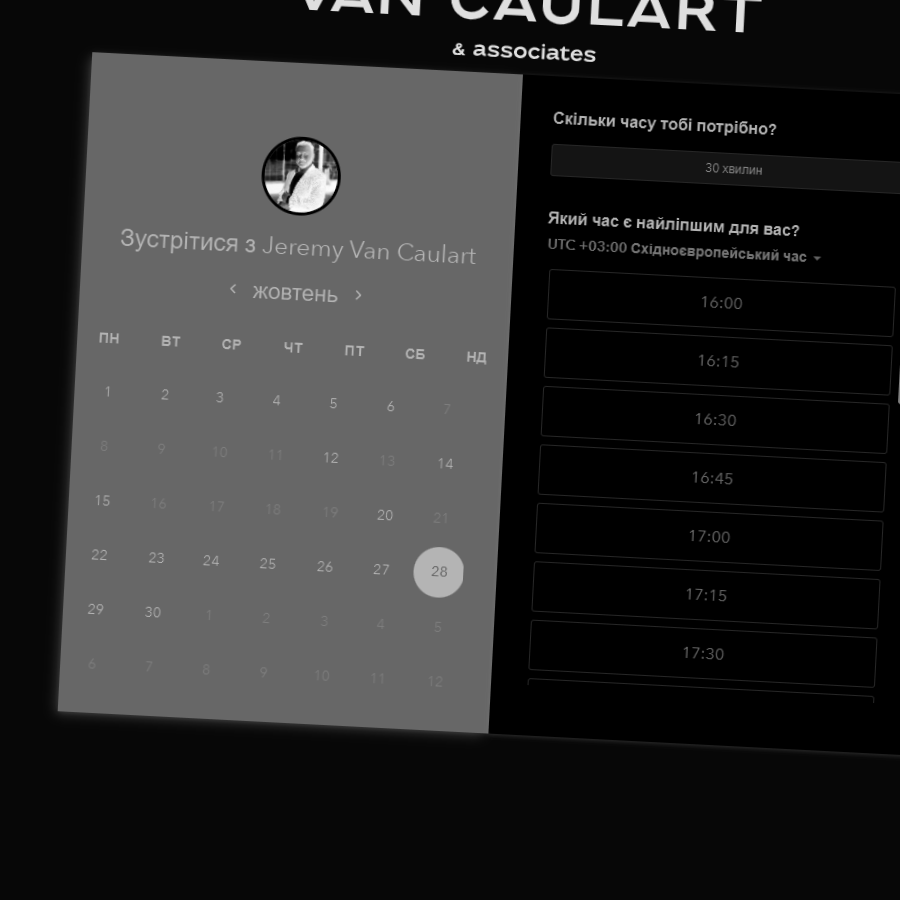 VAN CAULART
& associates
Зустрітися з Jeremy Van Caulart
жовтень
ПН ВТ СР ЧТ ПТ СБ НД
1 2 3 4 5 6 7
8 9 10 11 12 13 14
15 16 17 18 19 20 21
22 23 24 25 26 27 28
29 30 1 2 3 4 5
6 7 8 9 10 11 12
Скільки часу тобі потрібно?
30 хвилин
Який час є найліпшим для вас?
UTC +03:00 Східноєвропейський час
16:00
16:15
16:30
16:45
17:00
17:15
17:30